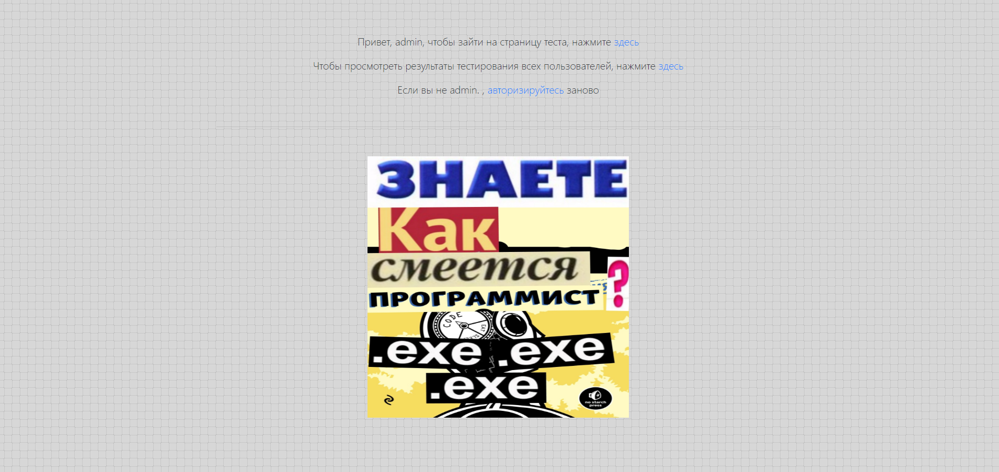 Привет, admin, чтобы зайти на страницу теста, нажмите здесь
Чтобы просмотреть результаты тестирования всех пользователей, нажмите здесь
Если вы не admin. , авторизируйтесь заново
ЗНАЕТЕ
Как
смеется
ПРОГРАММИСТ ?
CODE
EAT
.exe .exe
.exe
no starch
press